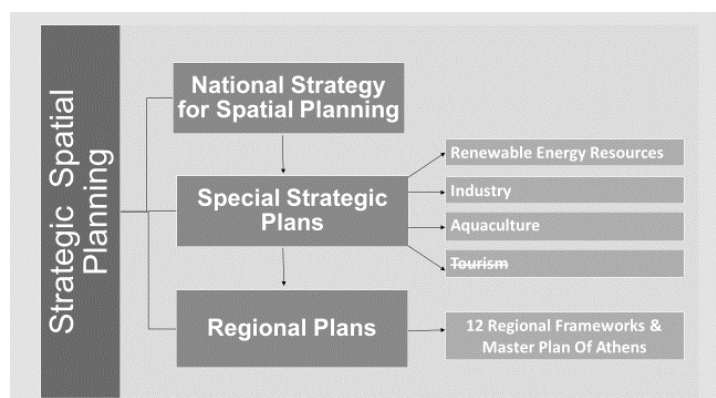 Strategic Spatial
Planning
National Strategy
for Spatial Planning
Special Strategic
Plans
Renewable Energy Resources
Industry
Aquaculture
Tourism
Regional Plans
12 Regional Frameworks &
Master Plan Of Athens